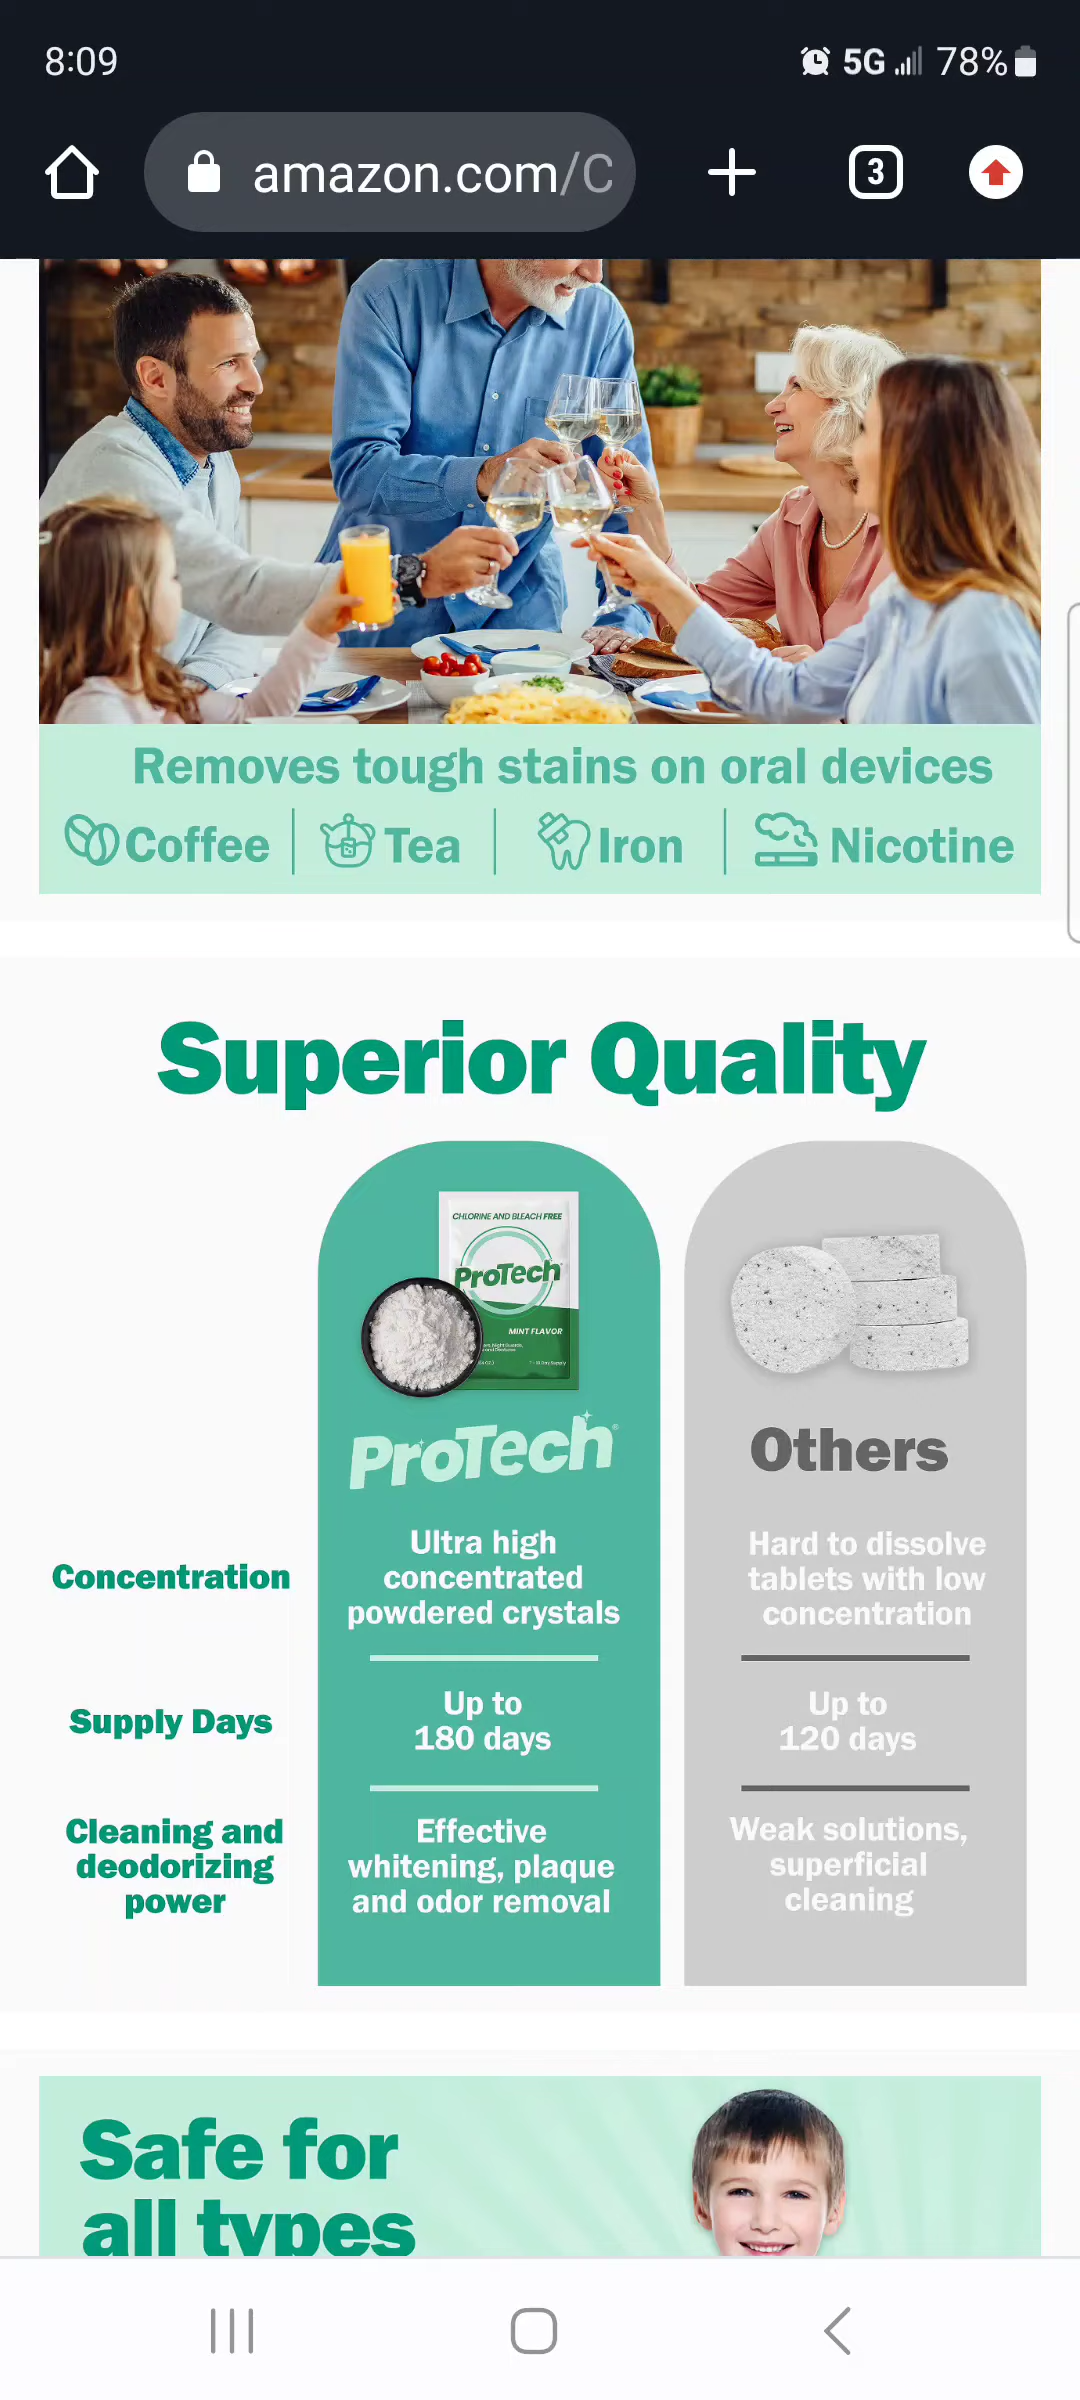 8:09
5G 78%
amazon.com/C
3
Removes tough stains on oral devices
Coffee
Tea
Iron
Nicotine
Superior Quality
CHLORINE AND BLEACH FREE
ProTech
MINT FLAVOR
ProTech®
Others
Concentration
Ultra high
concentrated
powdered crystals
Hard to dissolve
tablets with low
concentration
Supply Days
Up to
180 days
Up to
120 days
Cleaning and
deodorizing
power
Effective
whitening, plaque
and odor removal
Weak solutions,
superficial
cleaning
Safe for
all types